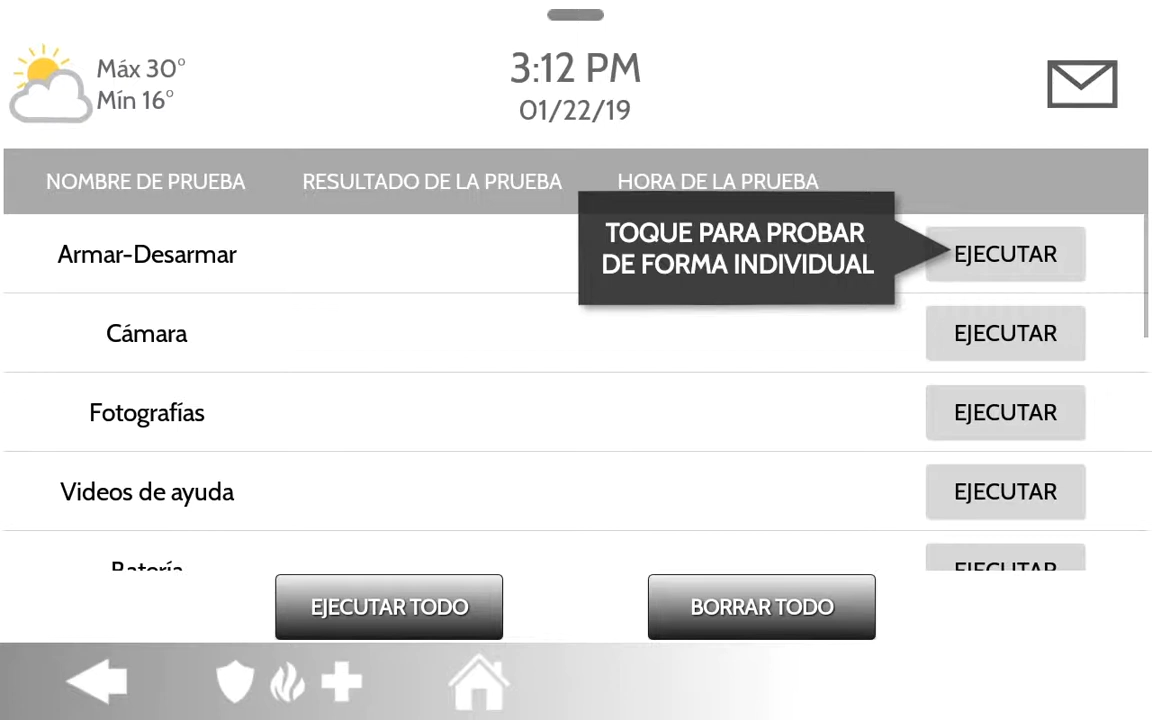 Máx 30°
Mín 16°
3:12 PM
01/22/19
NOMBRE DE PRUEBA RESULTADO DE LA PRUEBA HORA DE LA PRUEBA
TOQUE PARA PROBAR
DE FORMA INDIVIDUAL
Armar-Desarmar EJECUTAR
Cámara EJECUTAR
Fotografías EJECUTAR
Videos de ayuda EJECUTAR
Batería EJECUTAR
EJECUTAR TODO BORRAR TODO